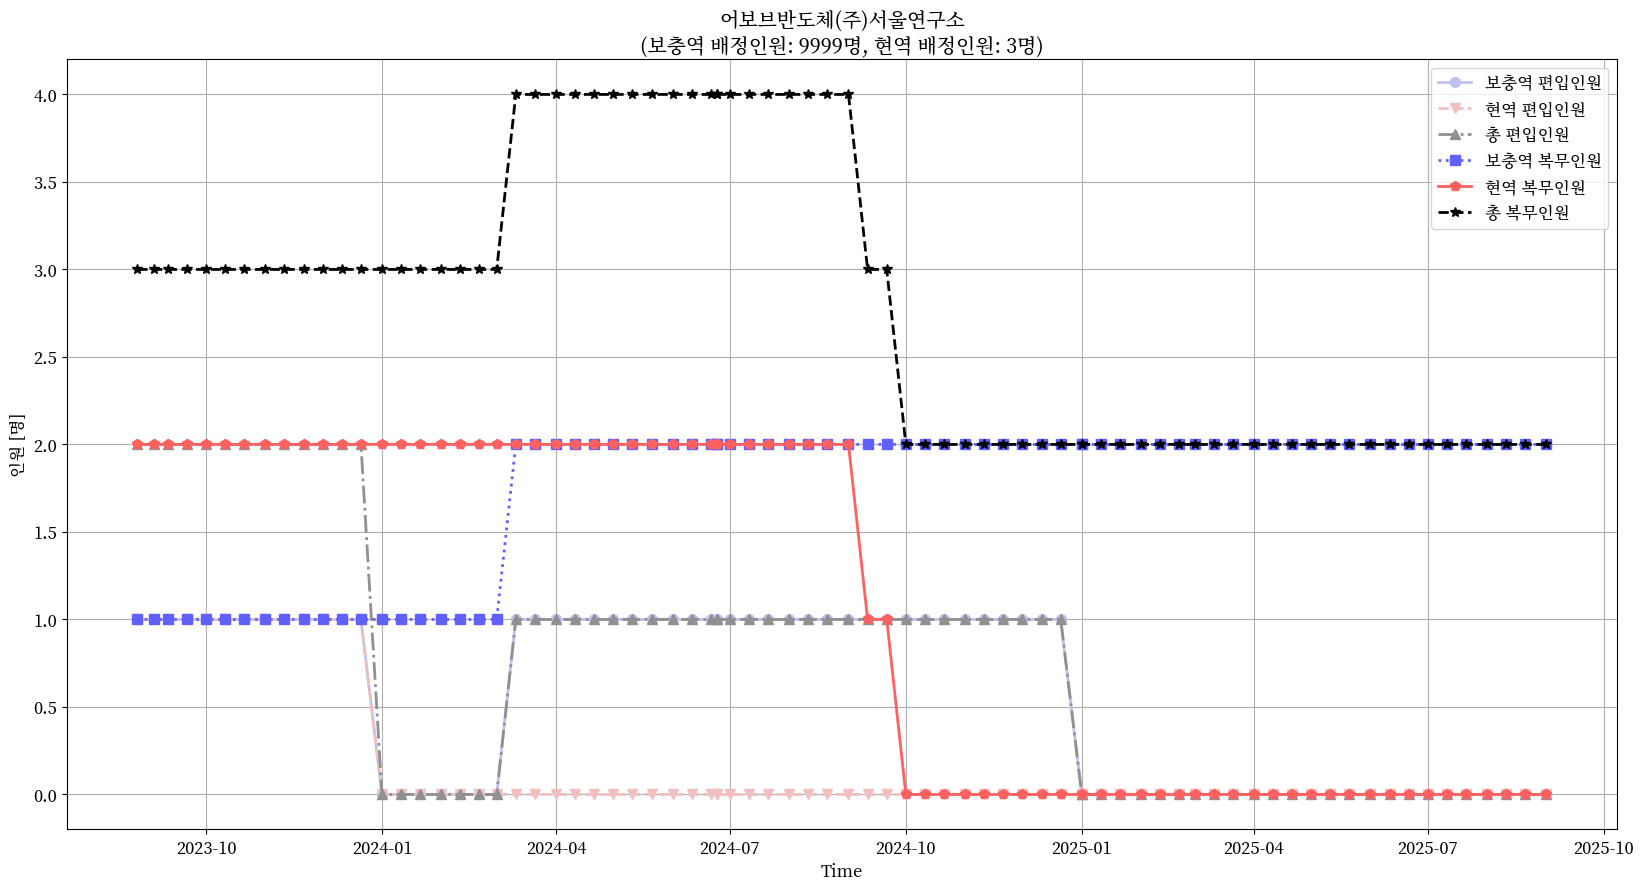 어보브반도체(주)서울연구소
(보충역 배정인원: 9999명, 현역 배정인원: 3명)
보충역 편입인원
현역 편입인원
총 편입인원
보충역 복무인원
현역 복무인원
총 복무인원
인원 [명]
4.0
3.5
3.0
2.5
2.0
1.5
1.0
0.5
0.0
2023-10
2024-01
2024-04
2024-07
2024-10
2025-01
2025-04
2025-07
2025-10
Time